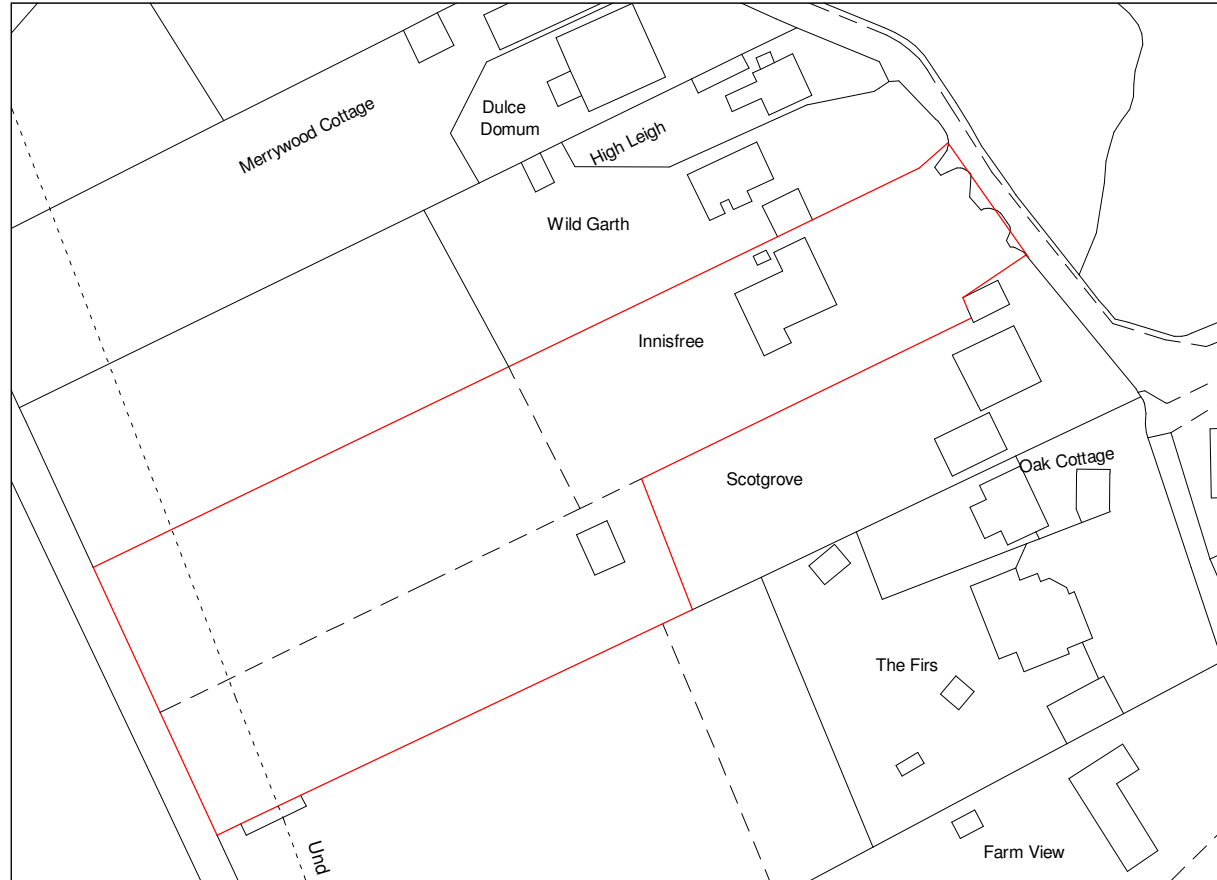 Merrywood Cottage
Dulce
Domum
High Leigh
Wild Garth
Innisfree
Scotgrove
Oak Cottage
The Firs
Farm View
Und